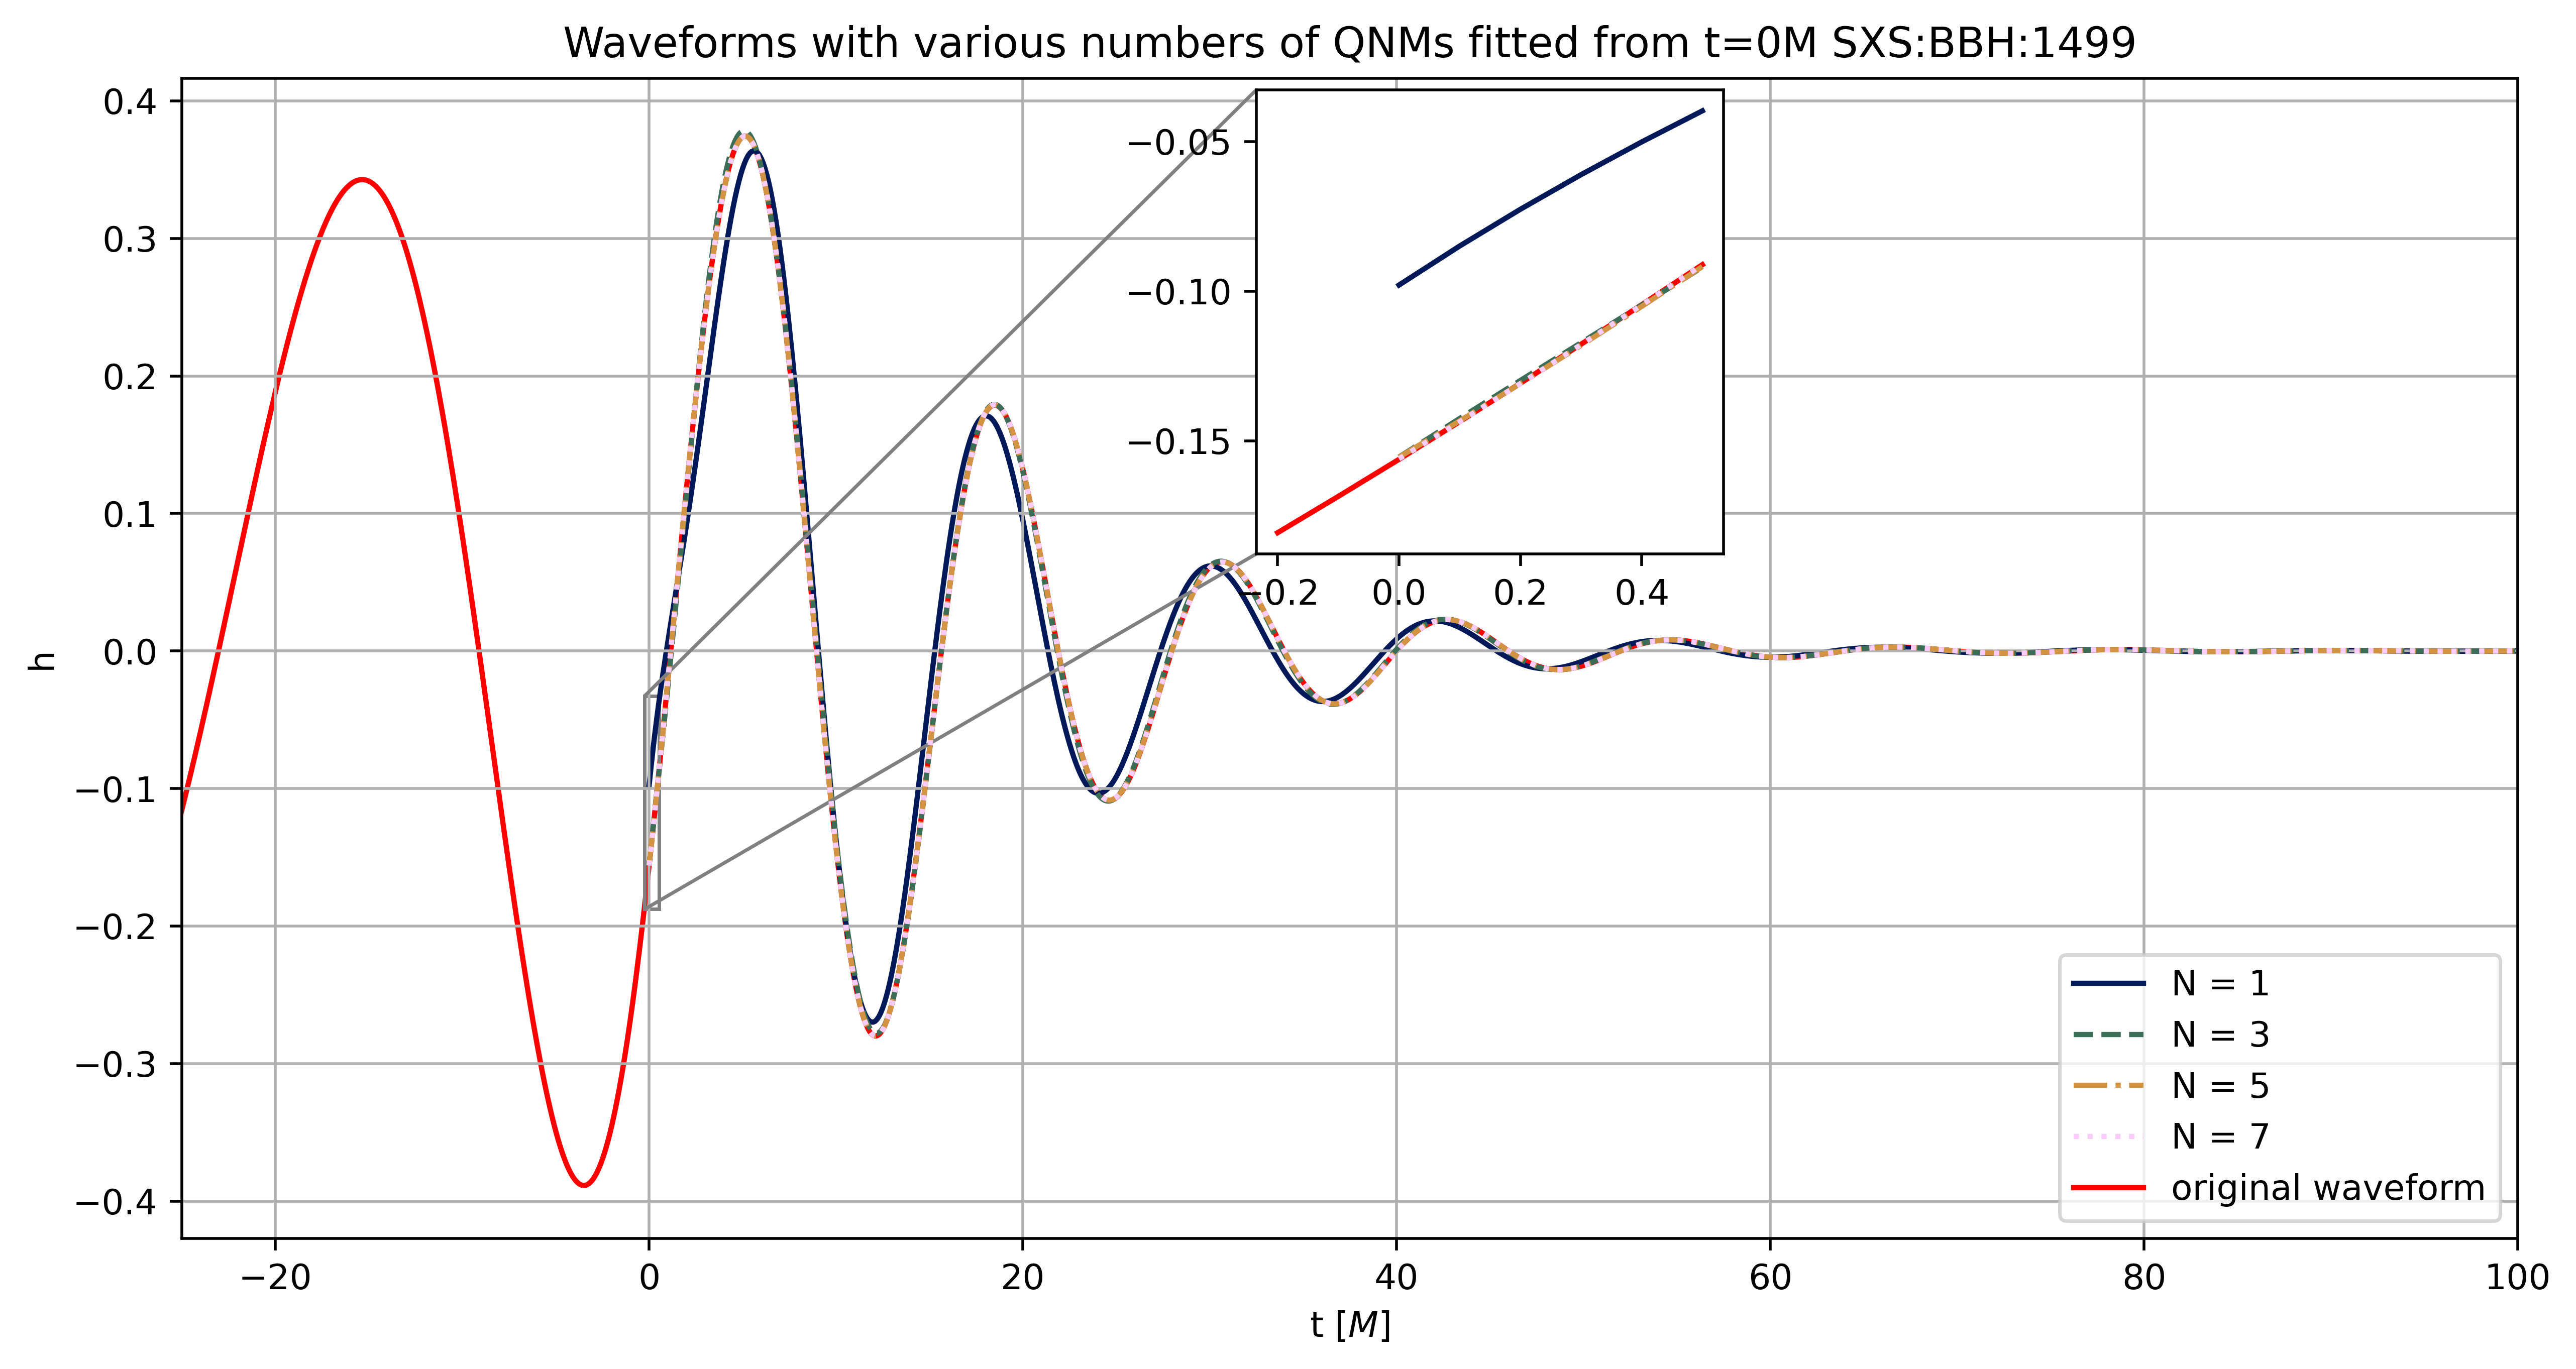 Waveforms with various numbers of QNMs fitted from t=0M SXS:BBH:1499
h
0.4
0.3
0.2
0.1
0.0
−0.1
−0.2
−0.3
−0.4
−0.05
−0.10
−0.15
−0.2 0.0 0.2 0.4
N = 1
N = 3
N = 5
N = 7
original waveform
−20 0 20 40 60 80 100
t [M]